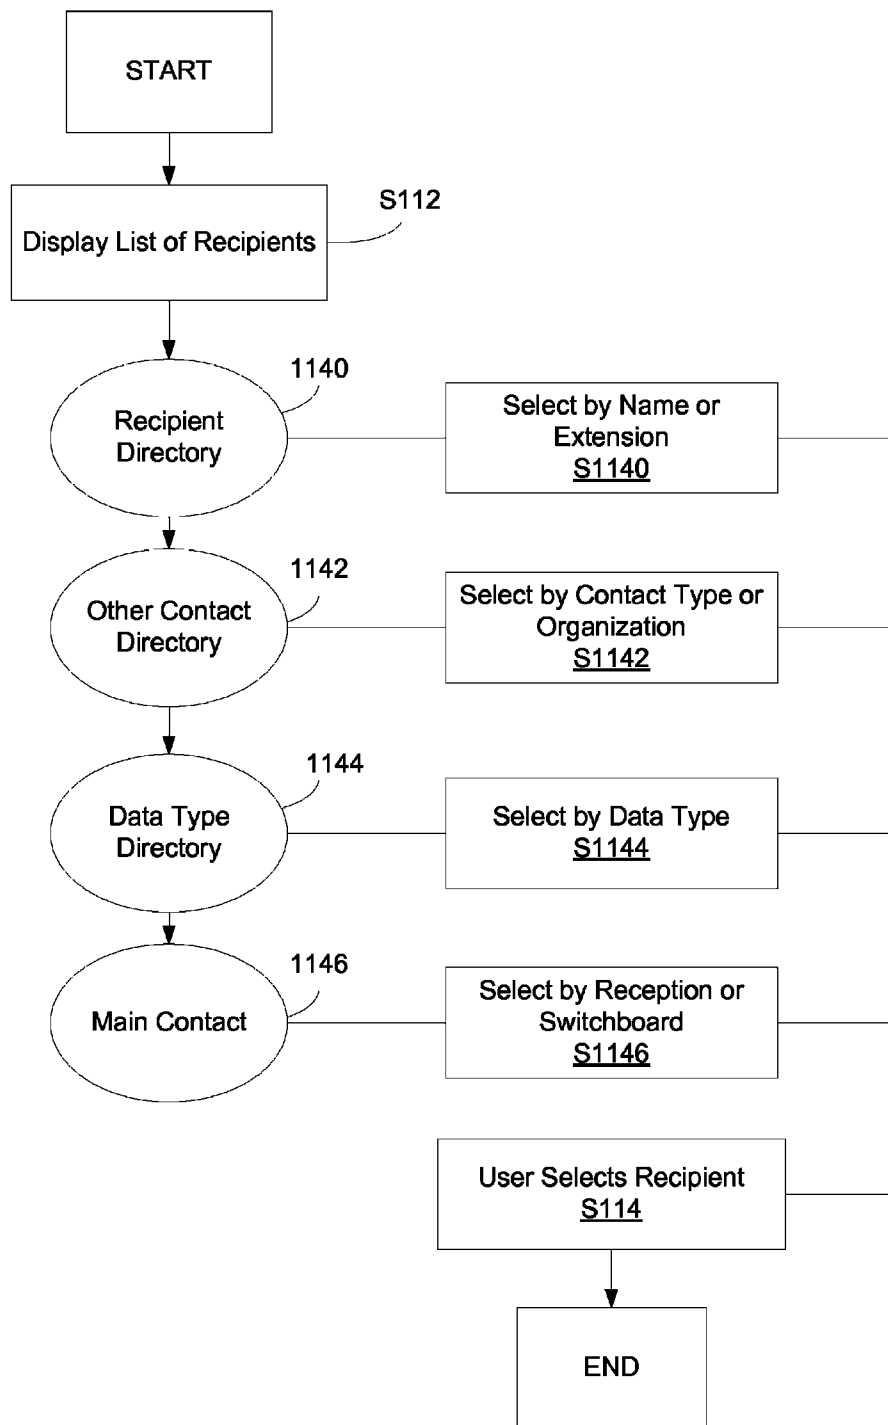 START
S112
Display List of Recipients
1140
Recipient
Directory
Select by Name or
Extension
S1140
1142
Other Contact
Directory
Select by Contact Type or
Organization
S1142
1144
Data Type
Directory
Select by Data Type
S1144
1146
Main Contact
Select by Reception or
Switchboard
S1146
User Selects Recipient
S114
END